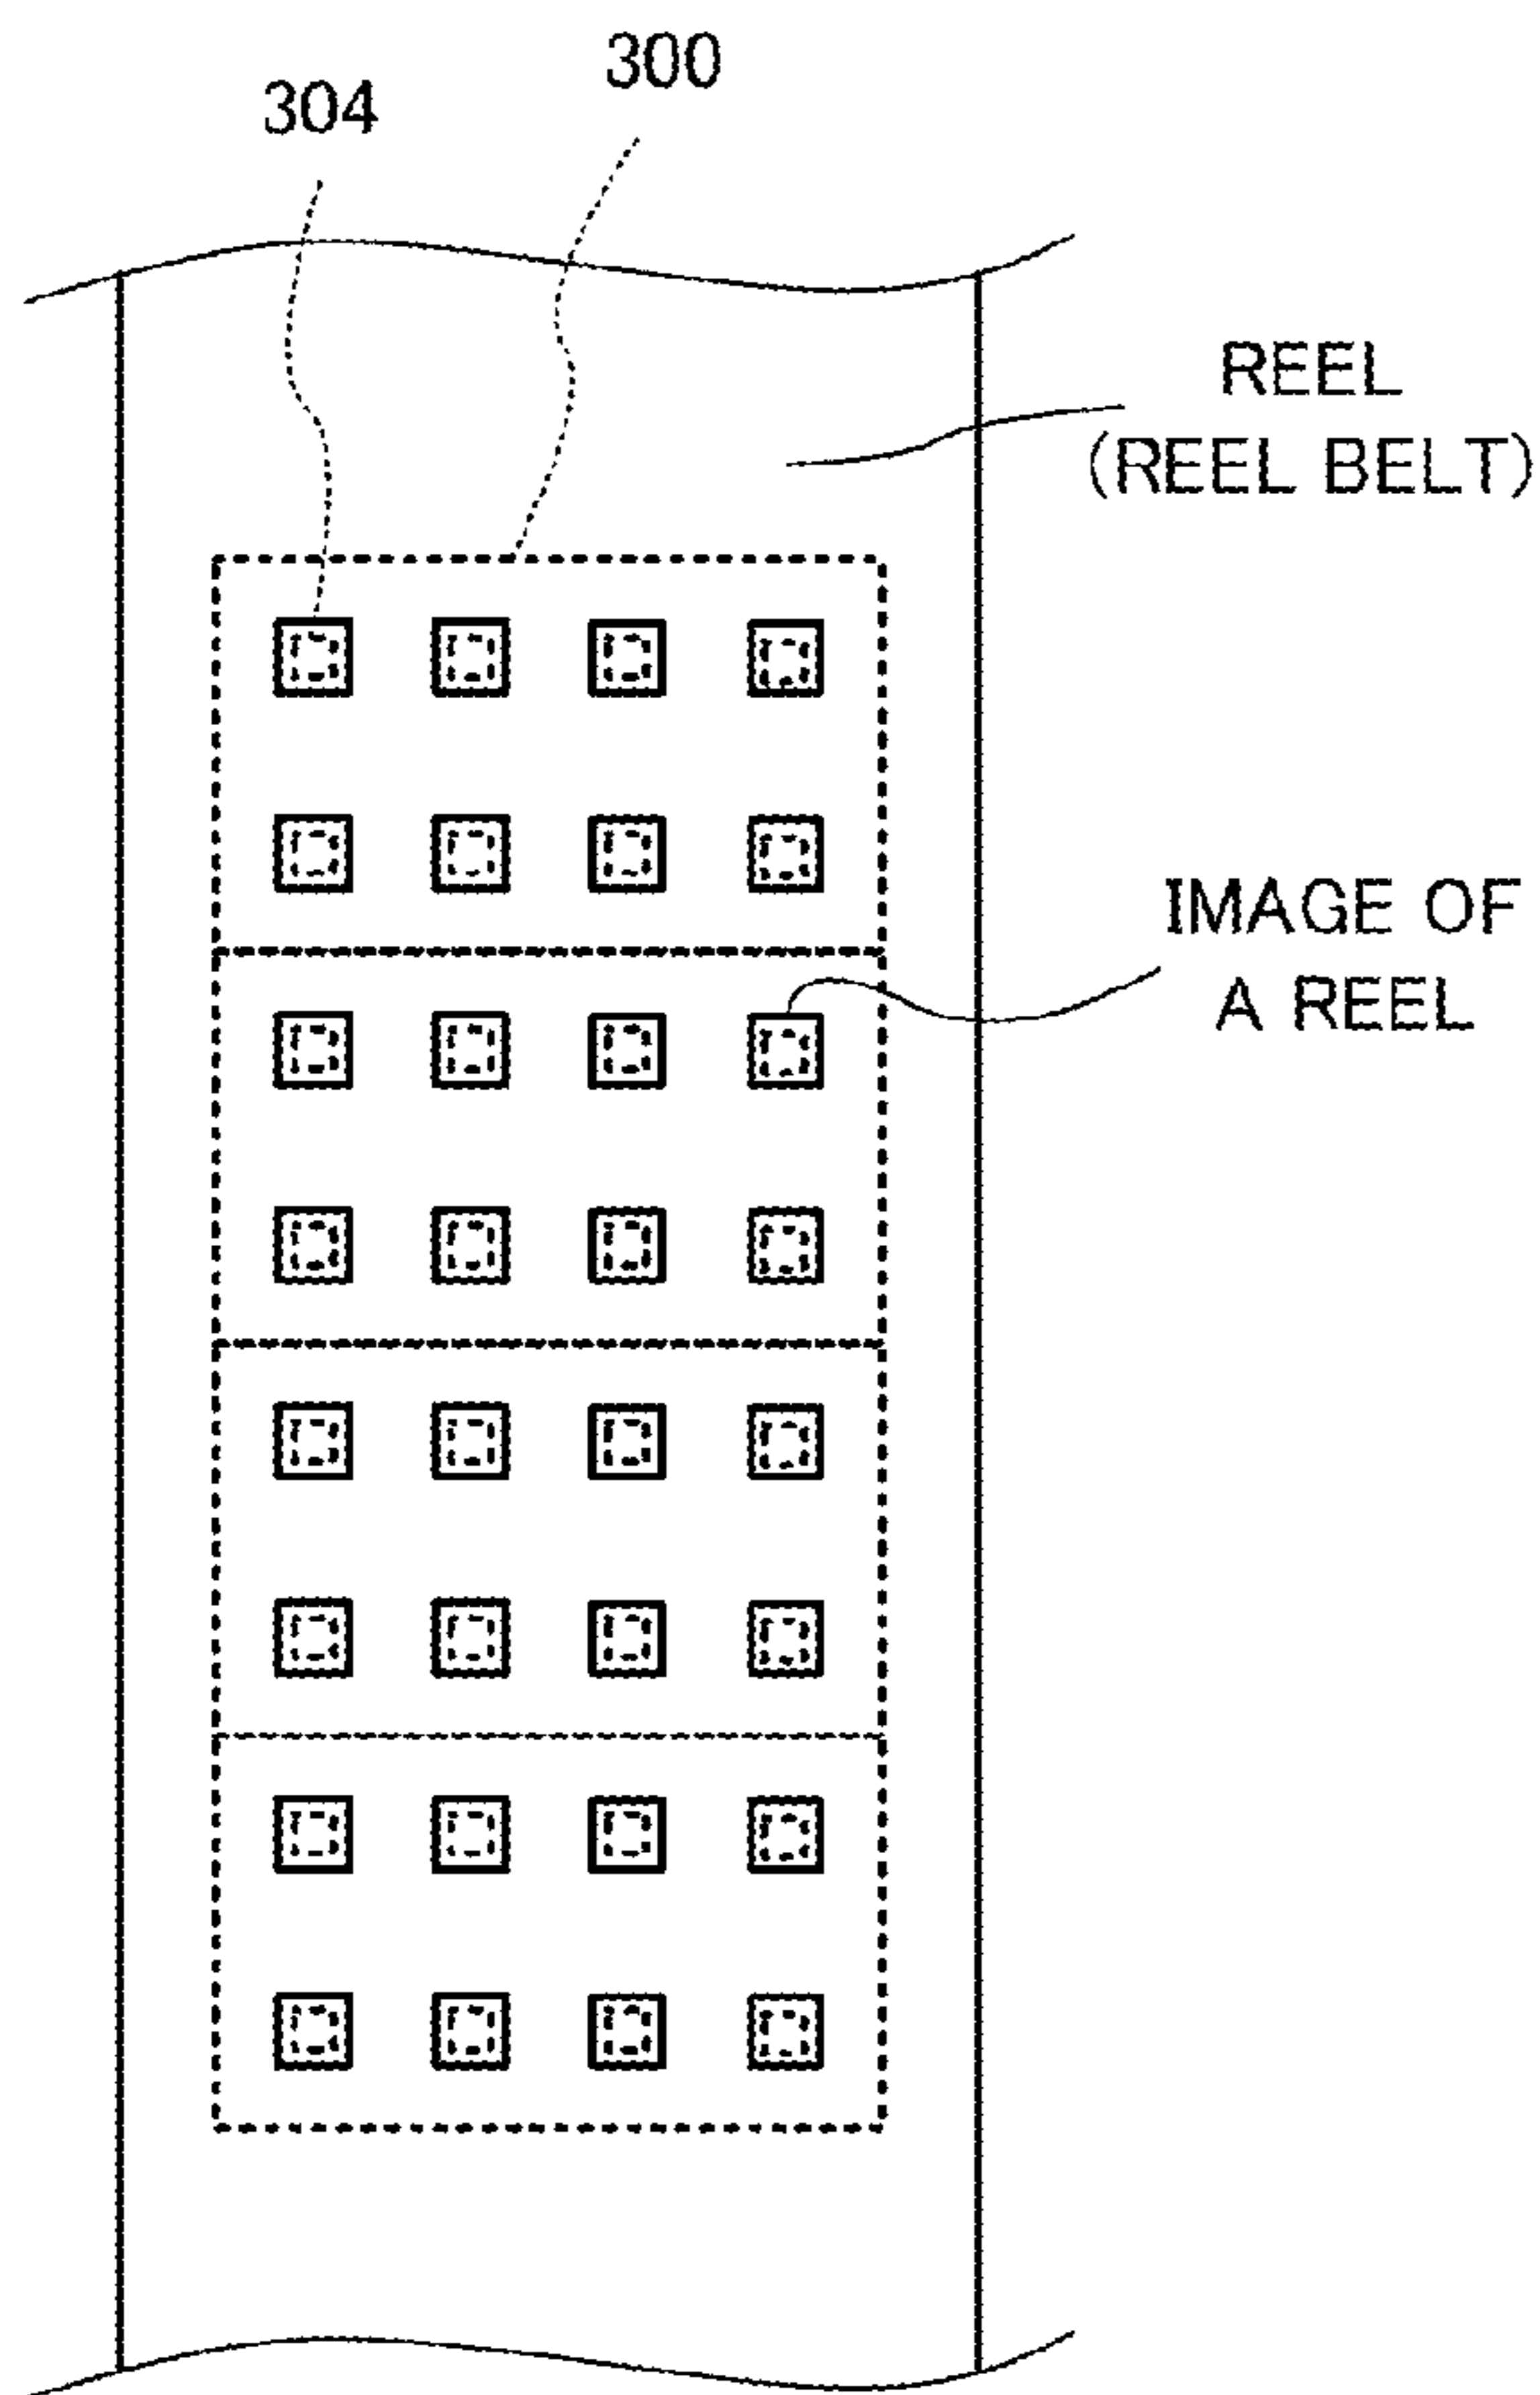 300
304
REEL
(REEL BELT)
IMAGE OF
A REEL